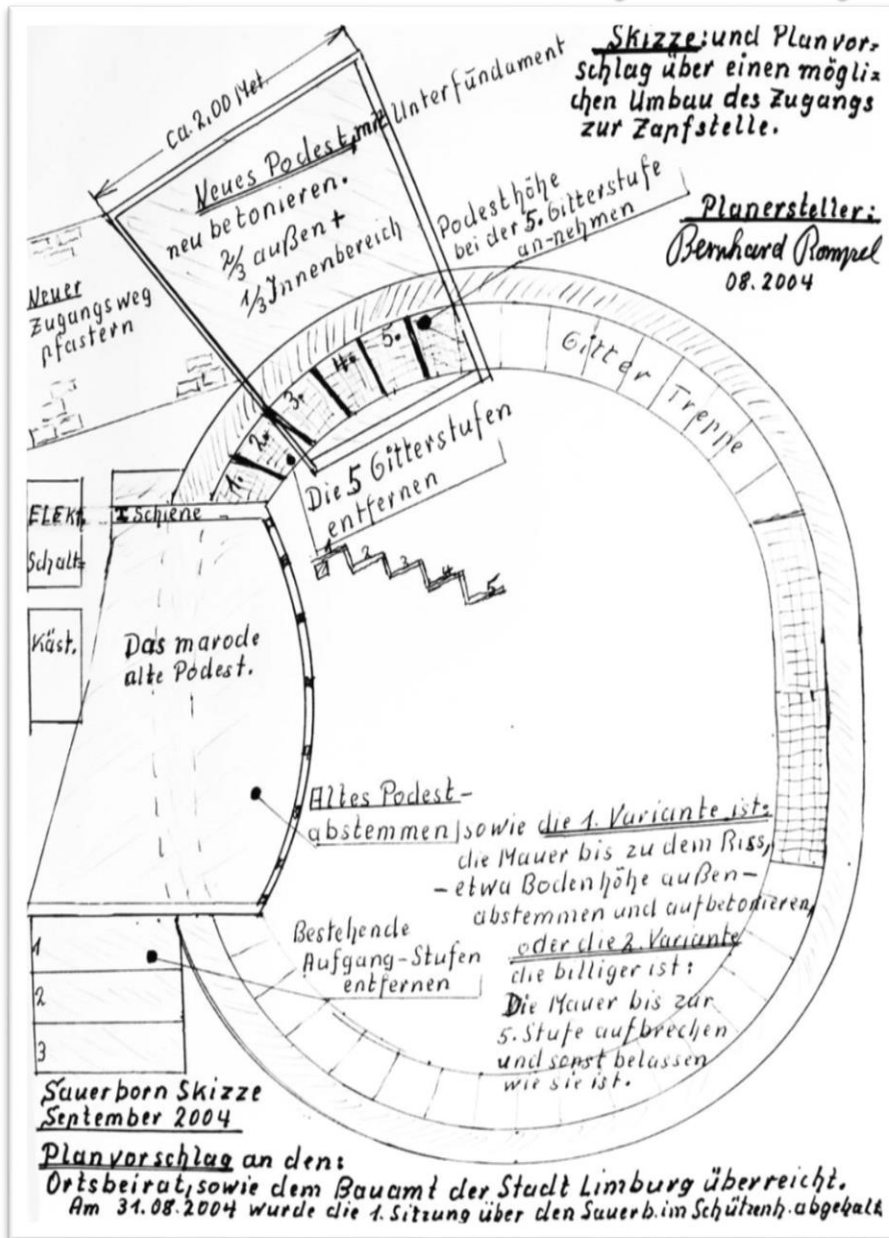 Skizze: und Planvor=
schlag über einen mögli=
chen Umbau des Zugangs
zur Zapfstelle.
Planersteller:
Bernhard Rompel
08.2004
ca. 2,00 Met.
Neues Podest, mit Unterfundament
neu betonieren.
2/3 außen +
1/3 Innenbereich
Podesthöhe
bei der 5. Gitterstufe
an-nehmen
Neuer
Zugangsweg
pflastern
Gitter Treppe
1.
2.
3.
4.
5.
Die 5 Gitterstufen
entfernen
1
2
3
4
5
ELEKT.
Schalt=
Käst.
I Schiene
Das marode
alte Podest.
Altes Podest-
abstemmen, sowie die 1. Variante ist:
die Mauer bis zu dem Riss,
- etwa Bodenhöhe außen -
abstemmen und aufbetonieren,
oder die 2. Variante
die billiger ist:
Die Mauer bis zur
5. Stufe aufbrechen
und sonst belassen
wie sie ist.
Bestehende
Aufgang-Stufen
entfernen
1
2
3
Sauerborn Skizze
September 2004
Planvorschlag an den:
Ortsbeirat, sowie dem Bauamt der Stadt Limburg überreicht.
Am 31.08.2004 wurde die 1. Sitzung über den Sauerb. im Schützenh. abgehalt